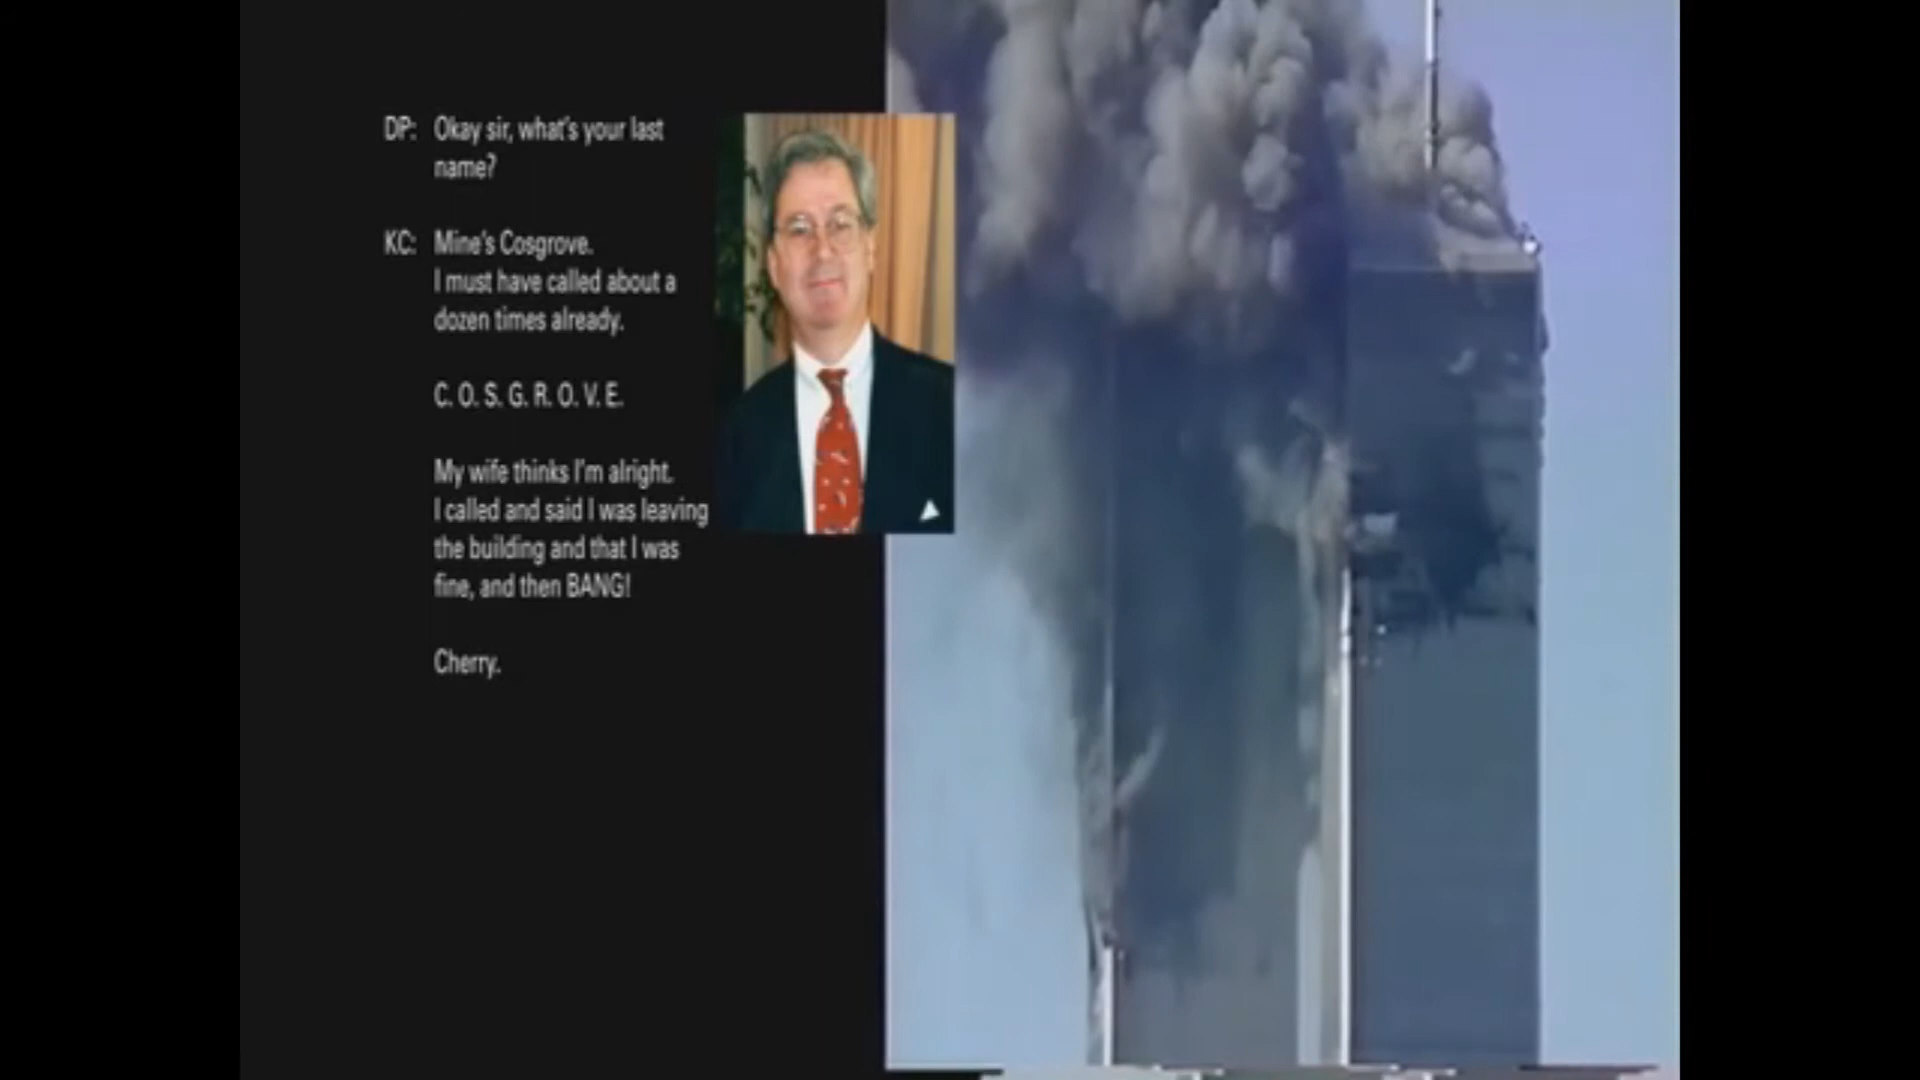 DP: Okay sir, what's your last
name?
KC: Mine's Cosgrove.
I must have called about a
dozen times already.
C. O. S. G. R. O. V. E.
My wife thinks I'm alright.
I called and said I was leaving
the building and that I was
fine, and then BANG!
Cherry.